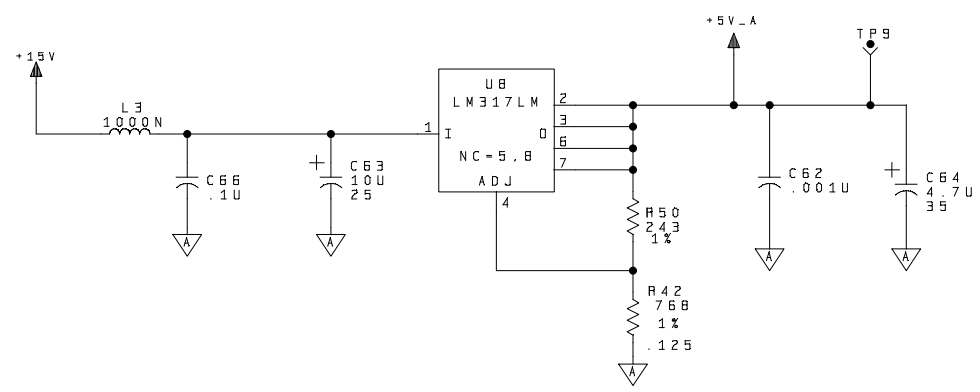 +15V
L3
1000N
C66
.1U
A
+
C63
10U
25
A
U8
LM317LM
1
I
O
NC=5,8
ADJ
2
3
6
7
4
R50
243
1%
R42
768
1%
.125
A
+5V_A
TP9
C62
.001U
A
+
C64
4.7U
35
A